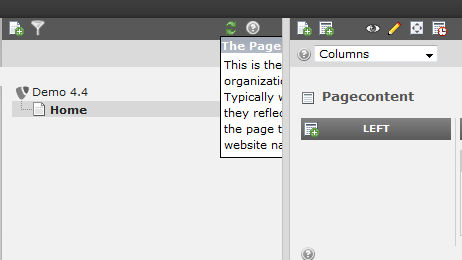 The Page
This is the
organizatio
Typically w
they reflec
the page t
website na
Demo 4.4
Home
Columns
Pagecontent
LEFT